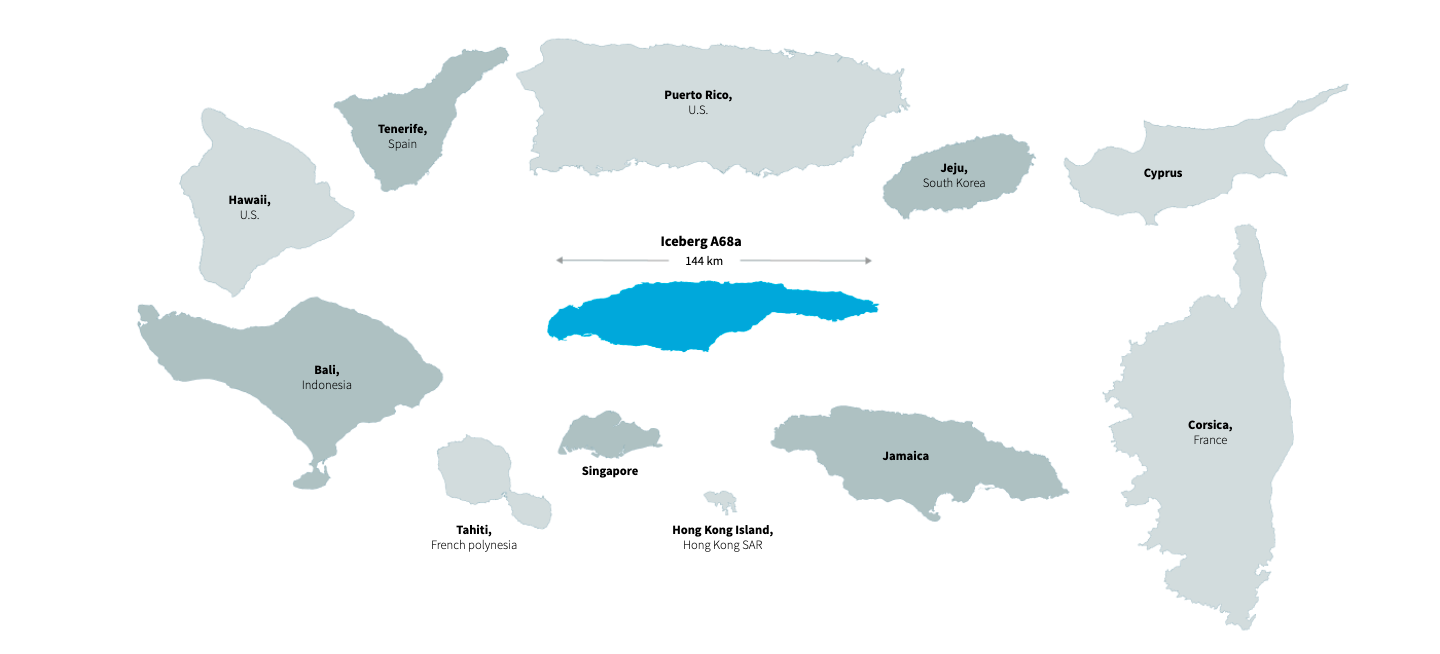 Puerto Rico,
U.S.
Tenerife,
Spain
Jeju,
South Korea
Cyprus
Hawaii,
U.S.
Iceberg A68a
144 km
Bali,
Indonesia
Corsica,
France
Jamaica
Singapore
Tahiti,
French polynesia
Hong Kong Island,
Hong Kong SAR